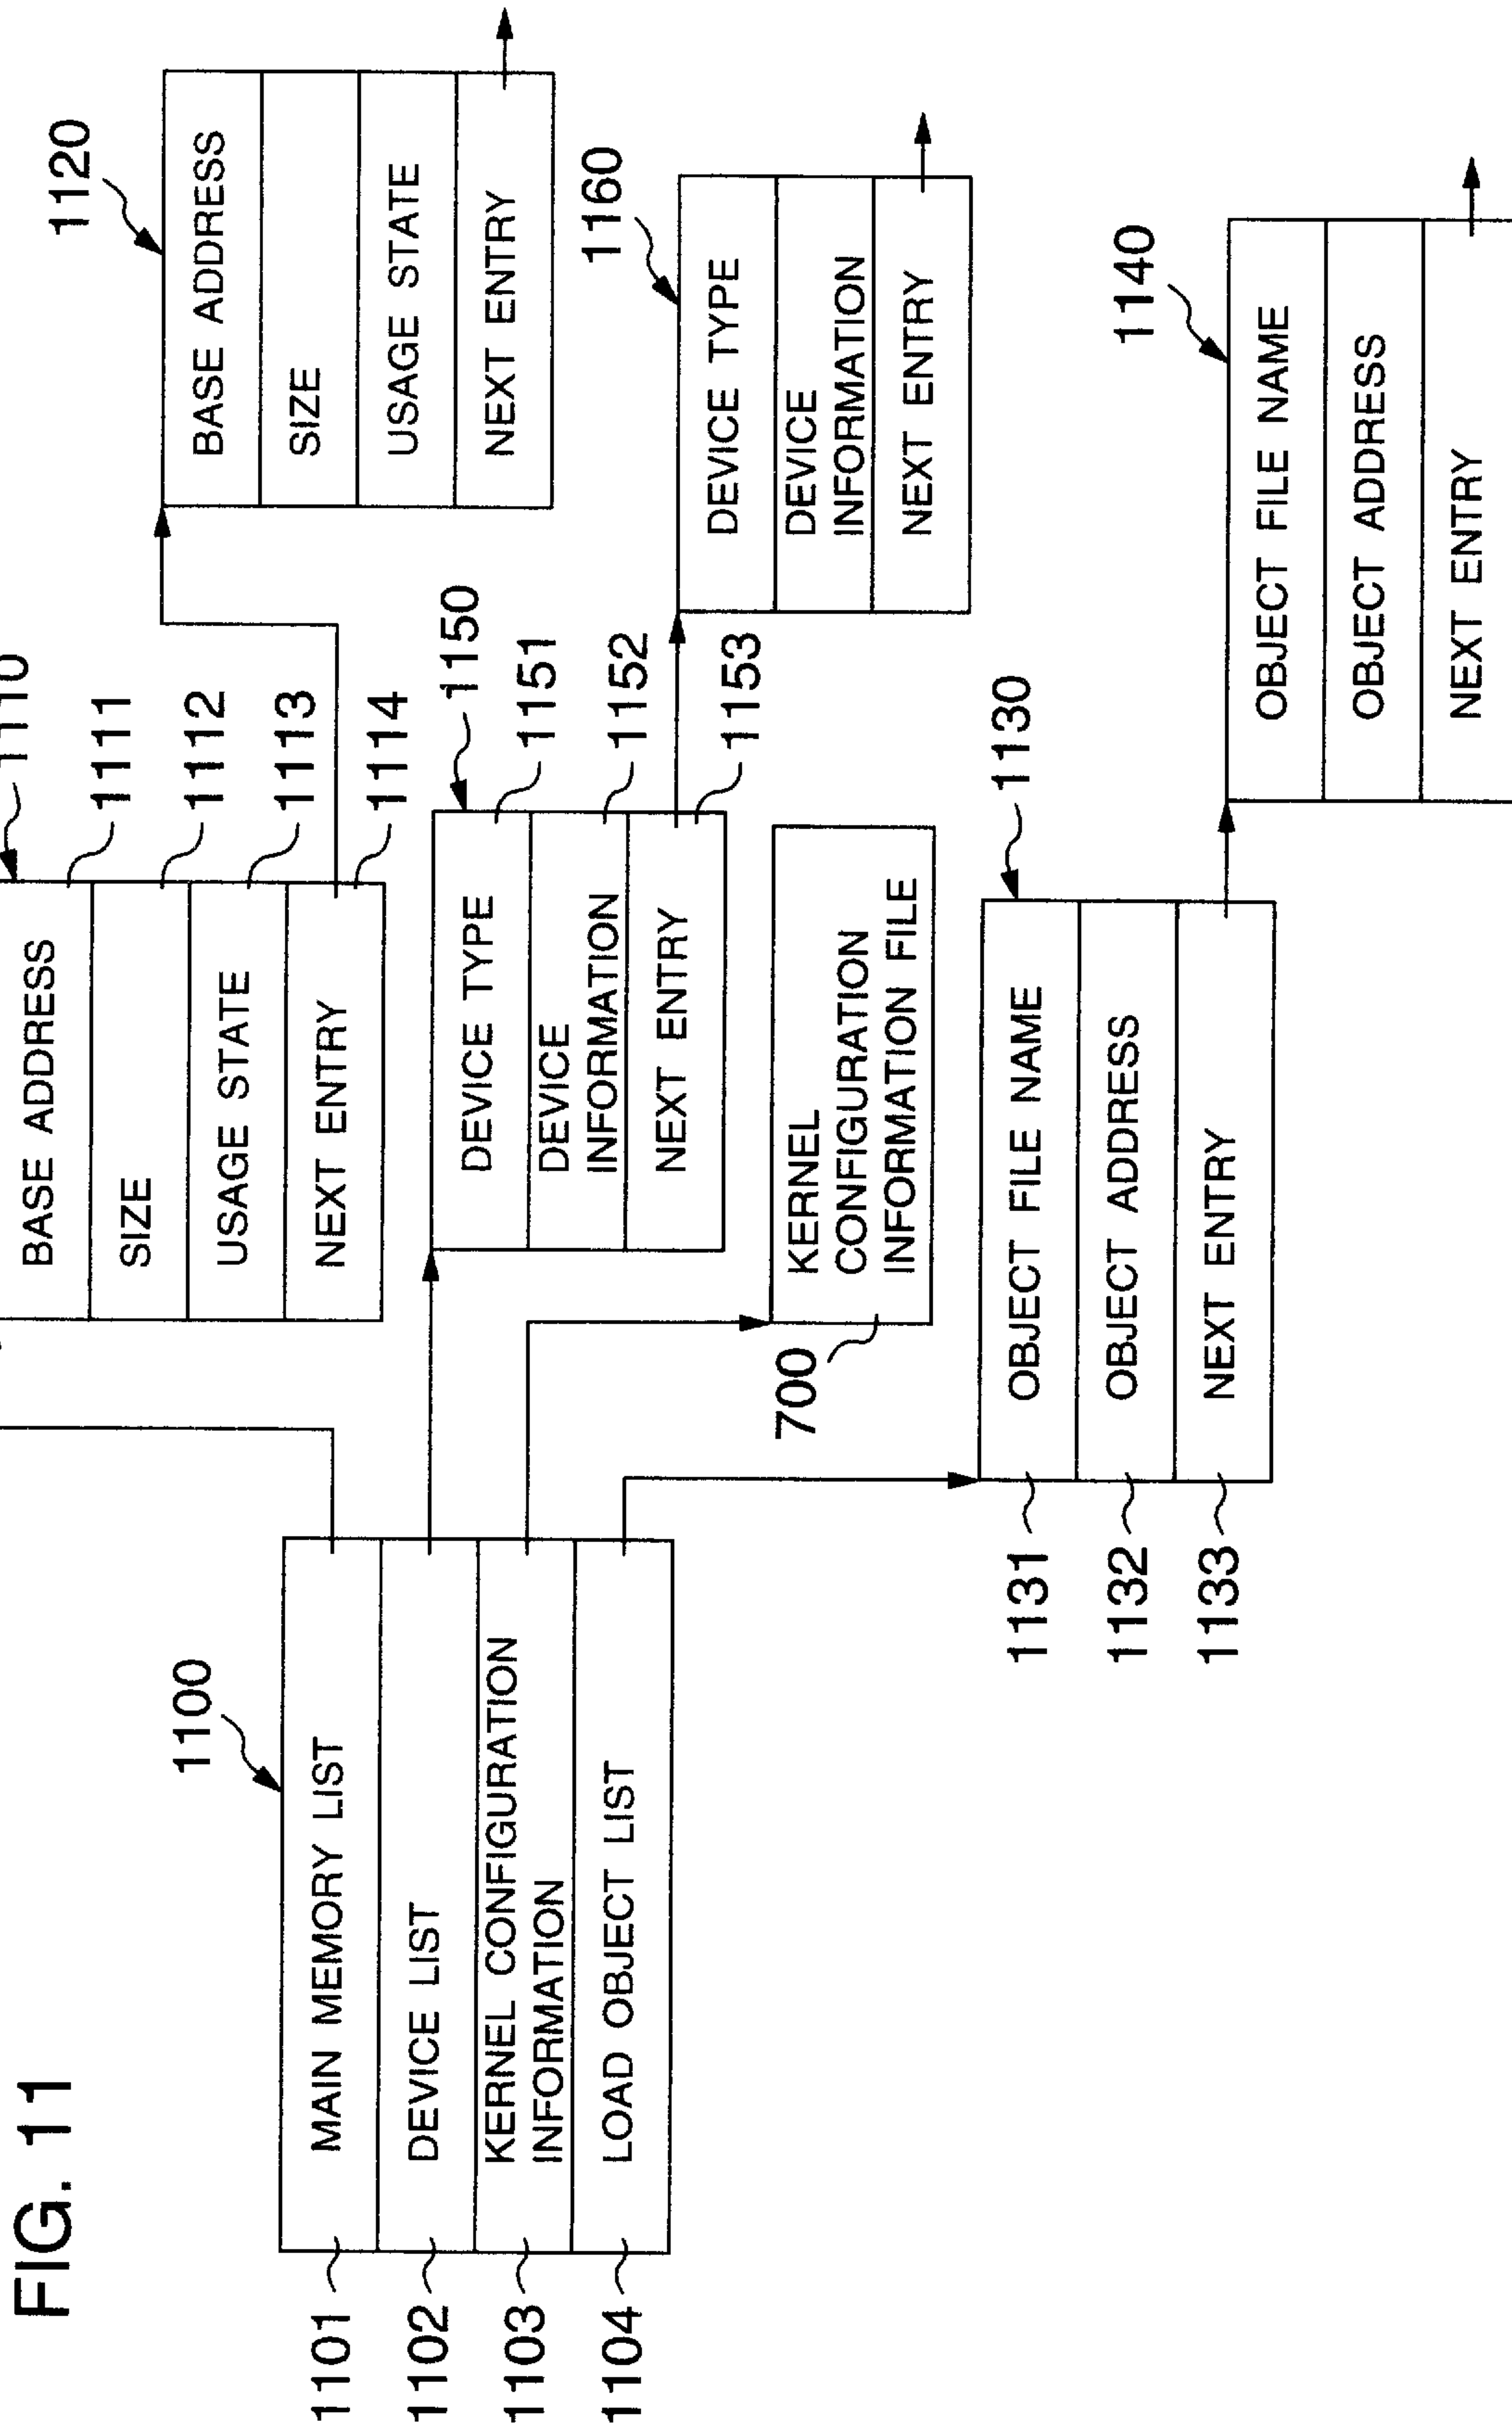 FIG. 11
1100
1101
MAIN MEMORY LIST
1102
DEVICE LIST
1103
KERNEL CONFIGURATION
INFORMATION
1104
LOAD OBJECT LIST
1110
BASE ADDRESS
1111
SIZE
1112
USAGE STATE
1113
NEXT ENTRY
1114
1120
BASE ADDRESS
SIZE
USAGE STATE
NEXT ENTRY
1150
DEVICE TYPE
1151
DEVICE
INFORMATION
1152
NEXT ENTRY
1153
1160
DEVICE TYPE
DEVICE
INFORMATION
NEXT ENTRY
700
KERNEL
CONFIGURATION
INFORMATION FILE
1130
1131
OBJECT FILE NAME
1132
OBJECT ADDRESS
1133
NEXT ENTRY
1140
OBJECT FILE NAME
OBJECT ADDRESS
NEXT ENTRY